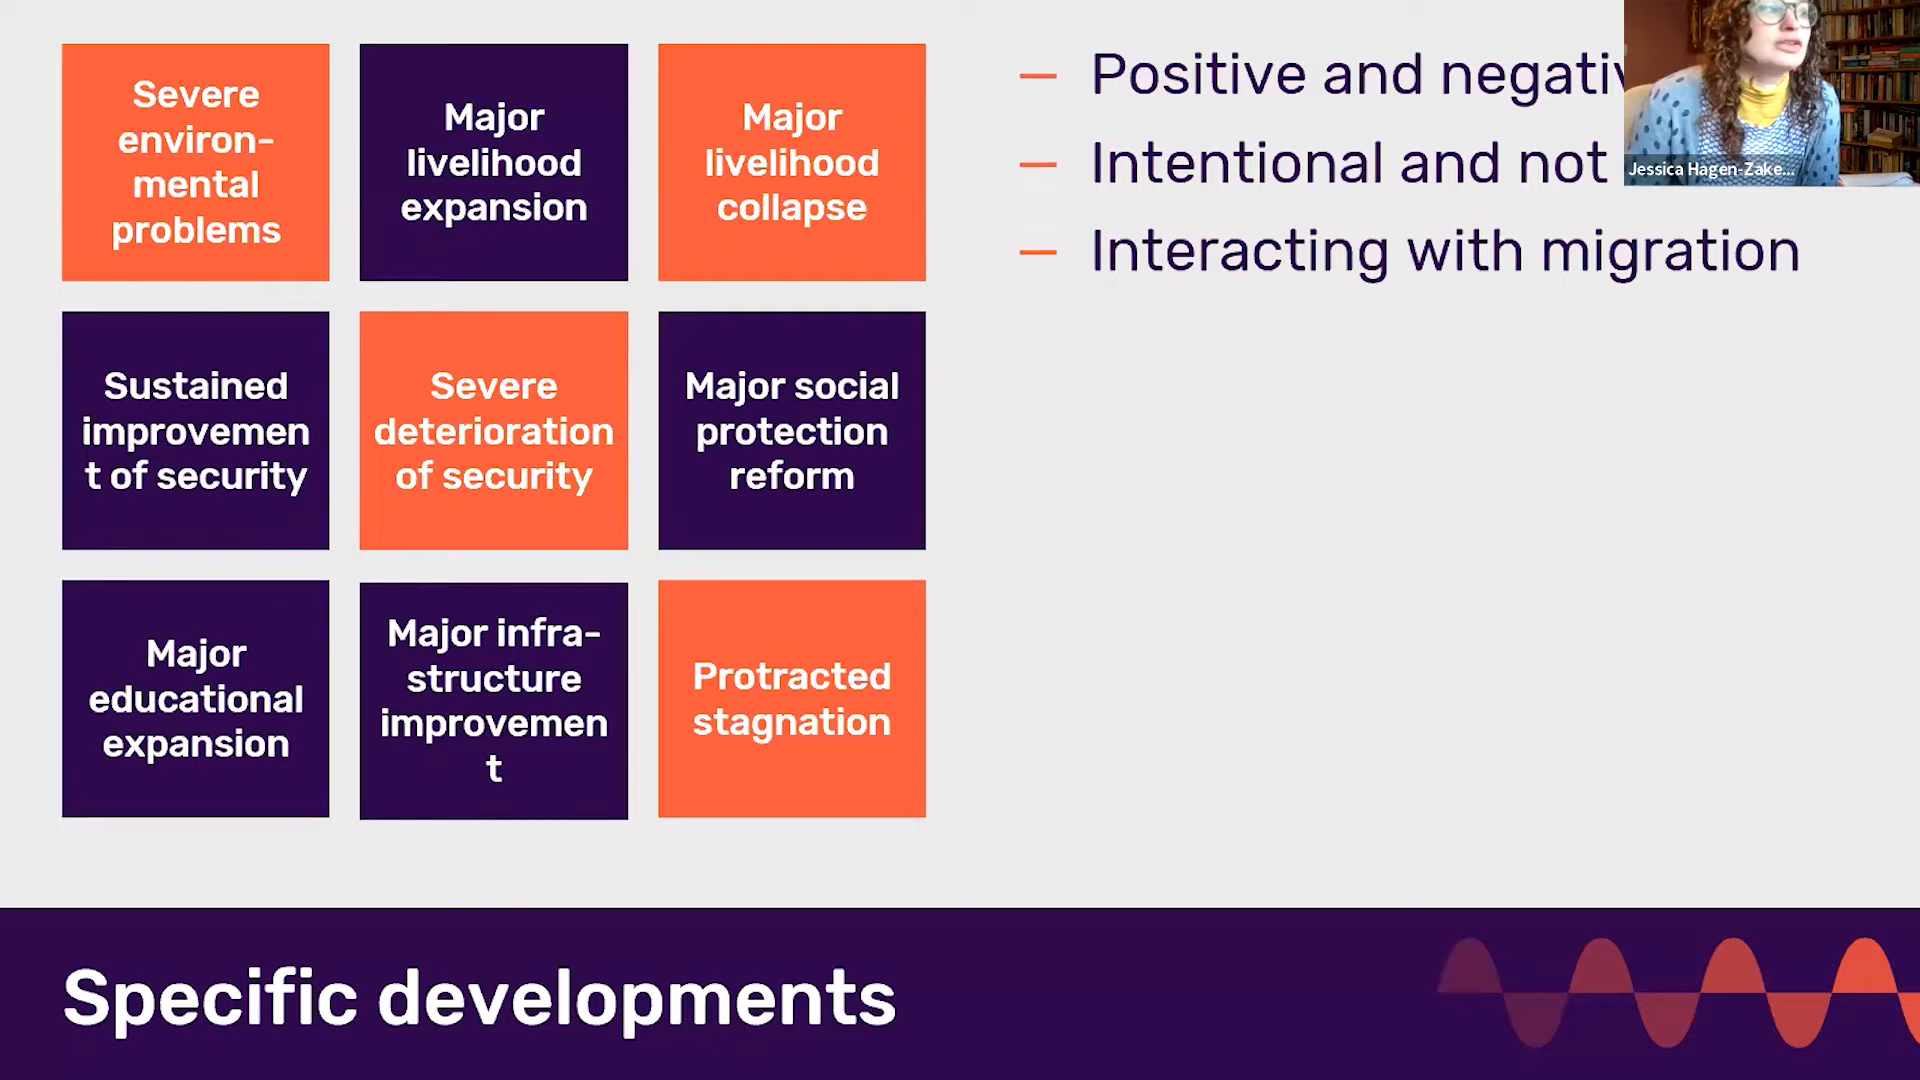 Severe
environ-
mental
problems
Major
livelihood
expansion
Major
livelihood
collapse
Sustained
improvemen
t of security
Severe
deterioration
of security
Major social
protection
reform
Major
educational
expansion
Major infra-
structure
improvemen
t
Protracted
stagnation
— Positive and negativ
— Intentional and not
— Interacting with migration
Jessica Hagen-Zake...
Specific developments